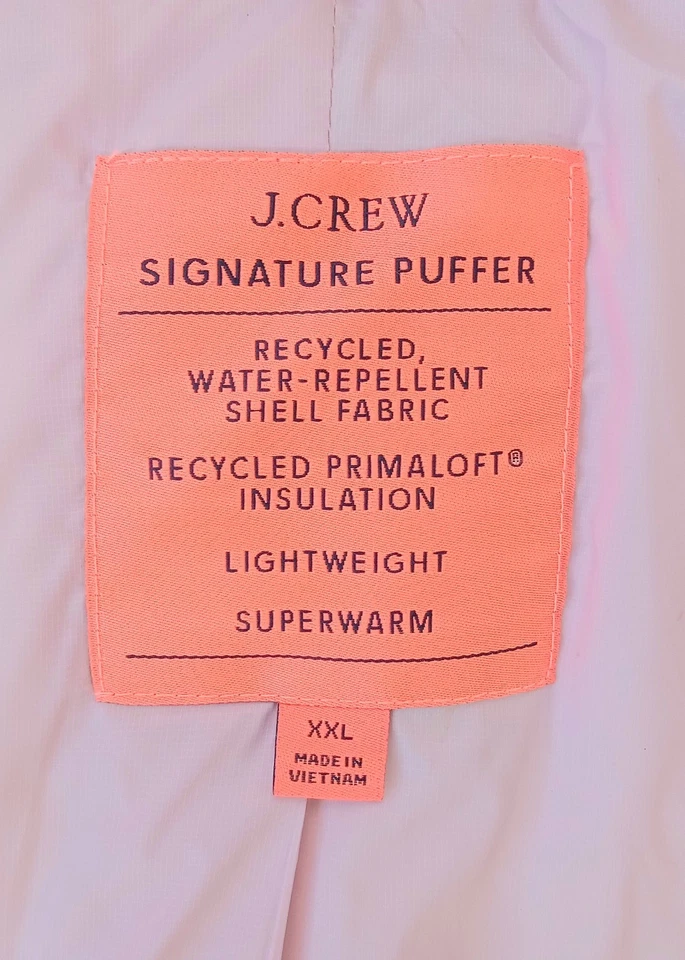 J.CREW
SIGNATURE PUFFER
RECYCLED,
WATER-REPELLENT
SHELL FABRIC
RECYCLED PRIMALOFT®
INSULATION
LIGHTWEIGHT
SUPERWARM
XXL
MADE IN
VIETNAM